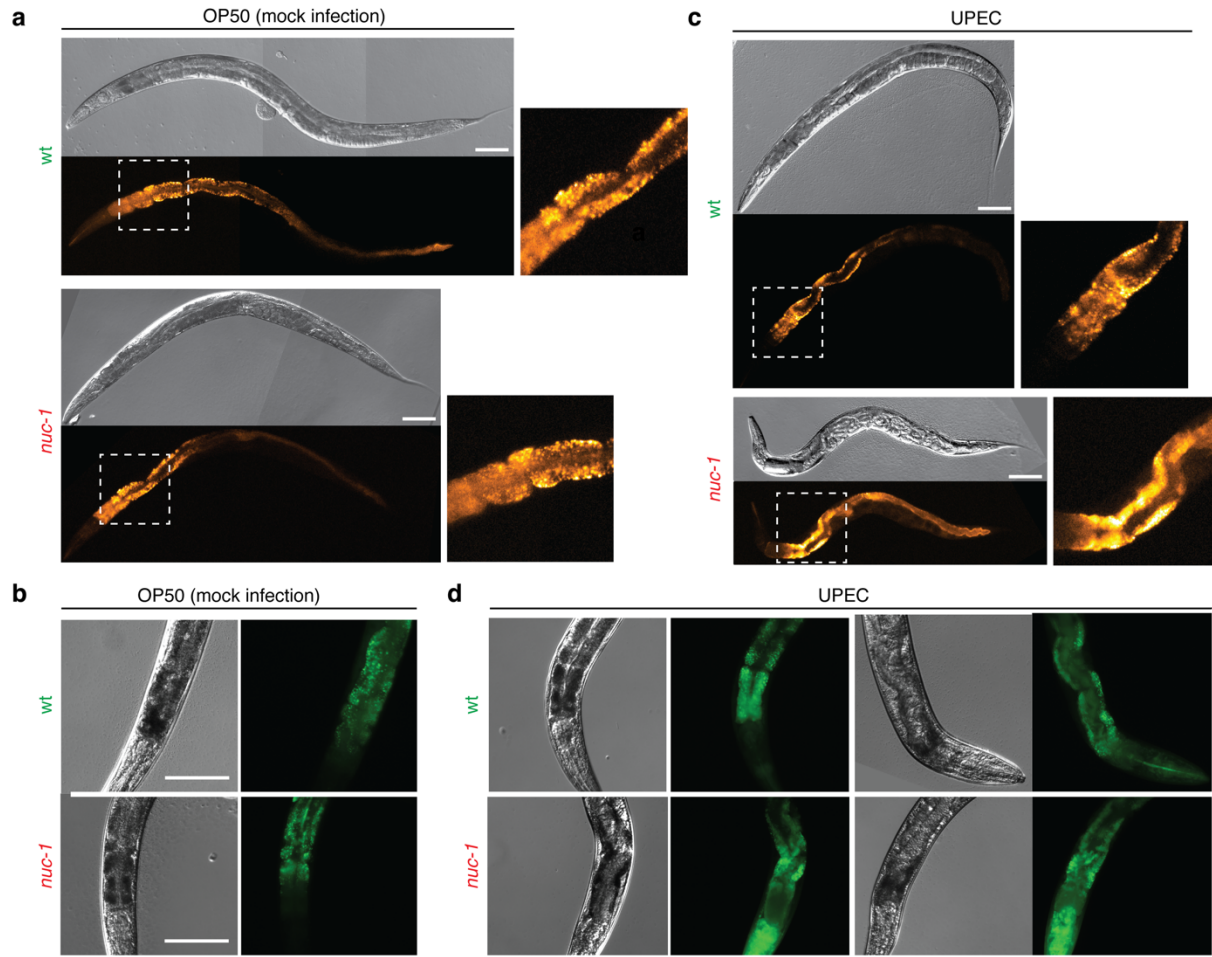 a
OP50 (mock infection)
wt
a
nuc-1
c
UPEC
wt
nuc-1
b
OP50 (mock infection)
wt
nuc-1
d
UPEC
wt
nuc-1